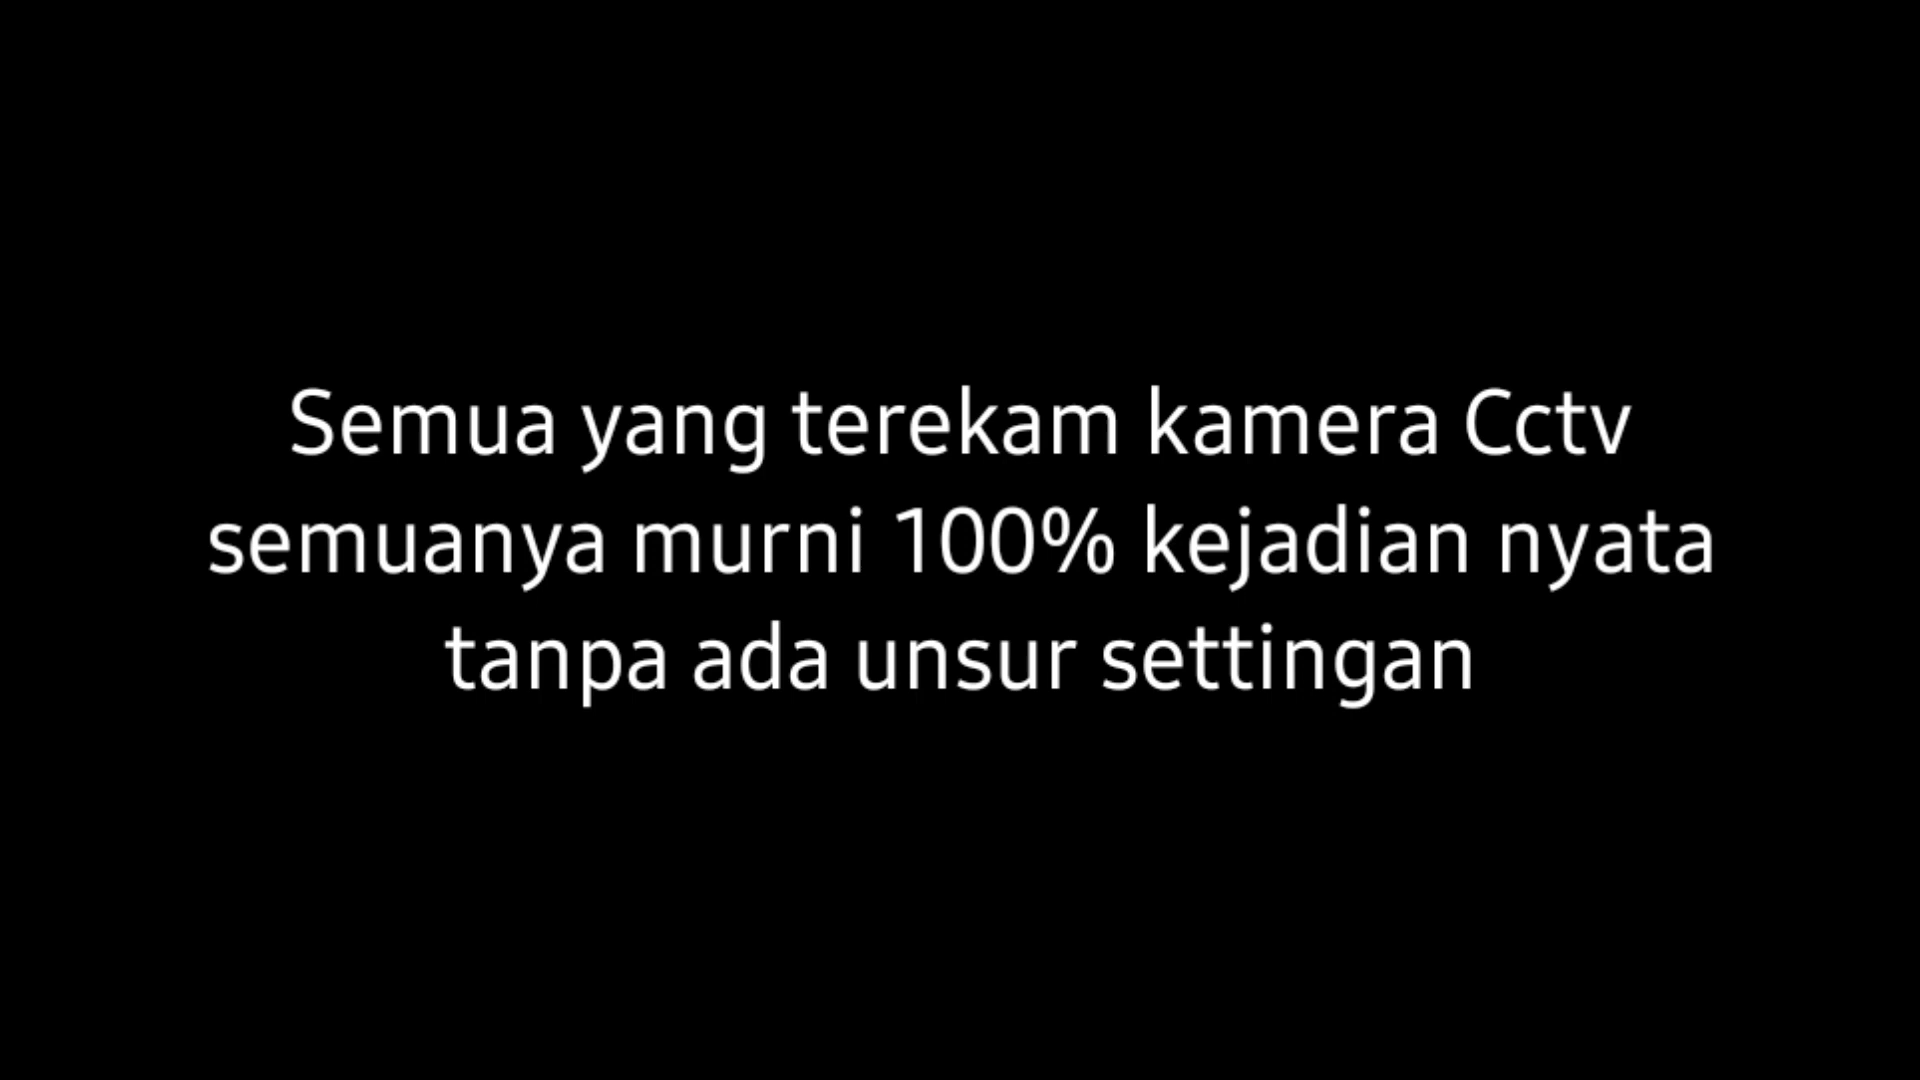 Semua yang terekam kamera Cctv
semuanya murni 100% kejadian nyata
tanpa ada unsur settingan